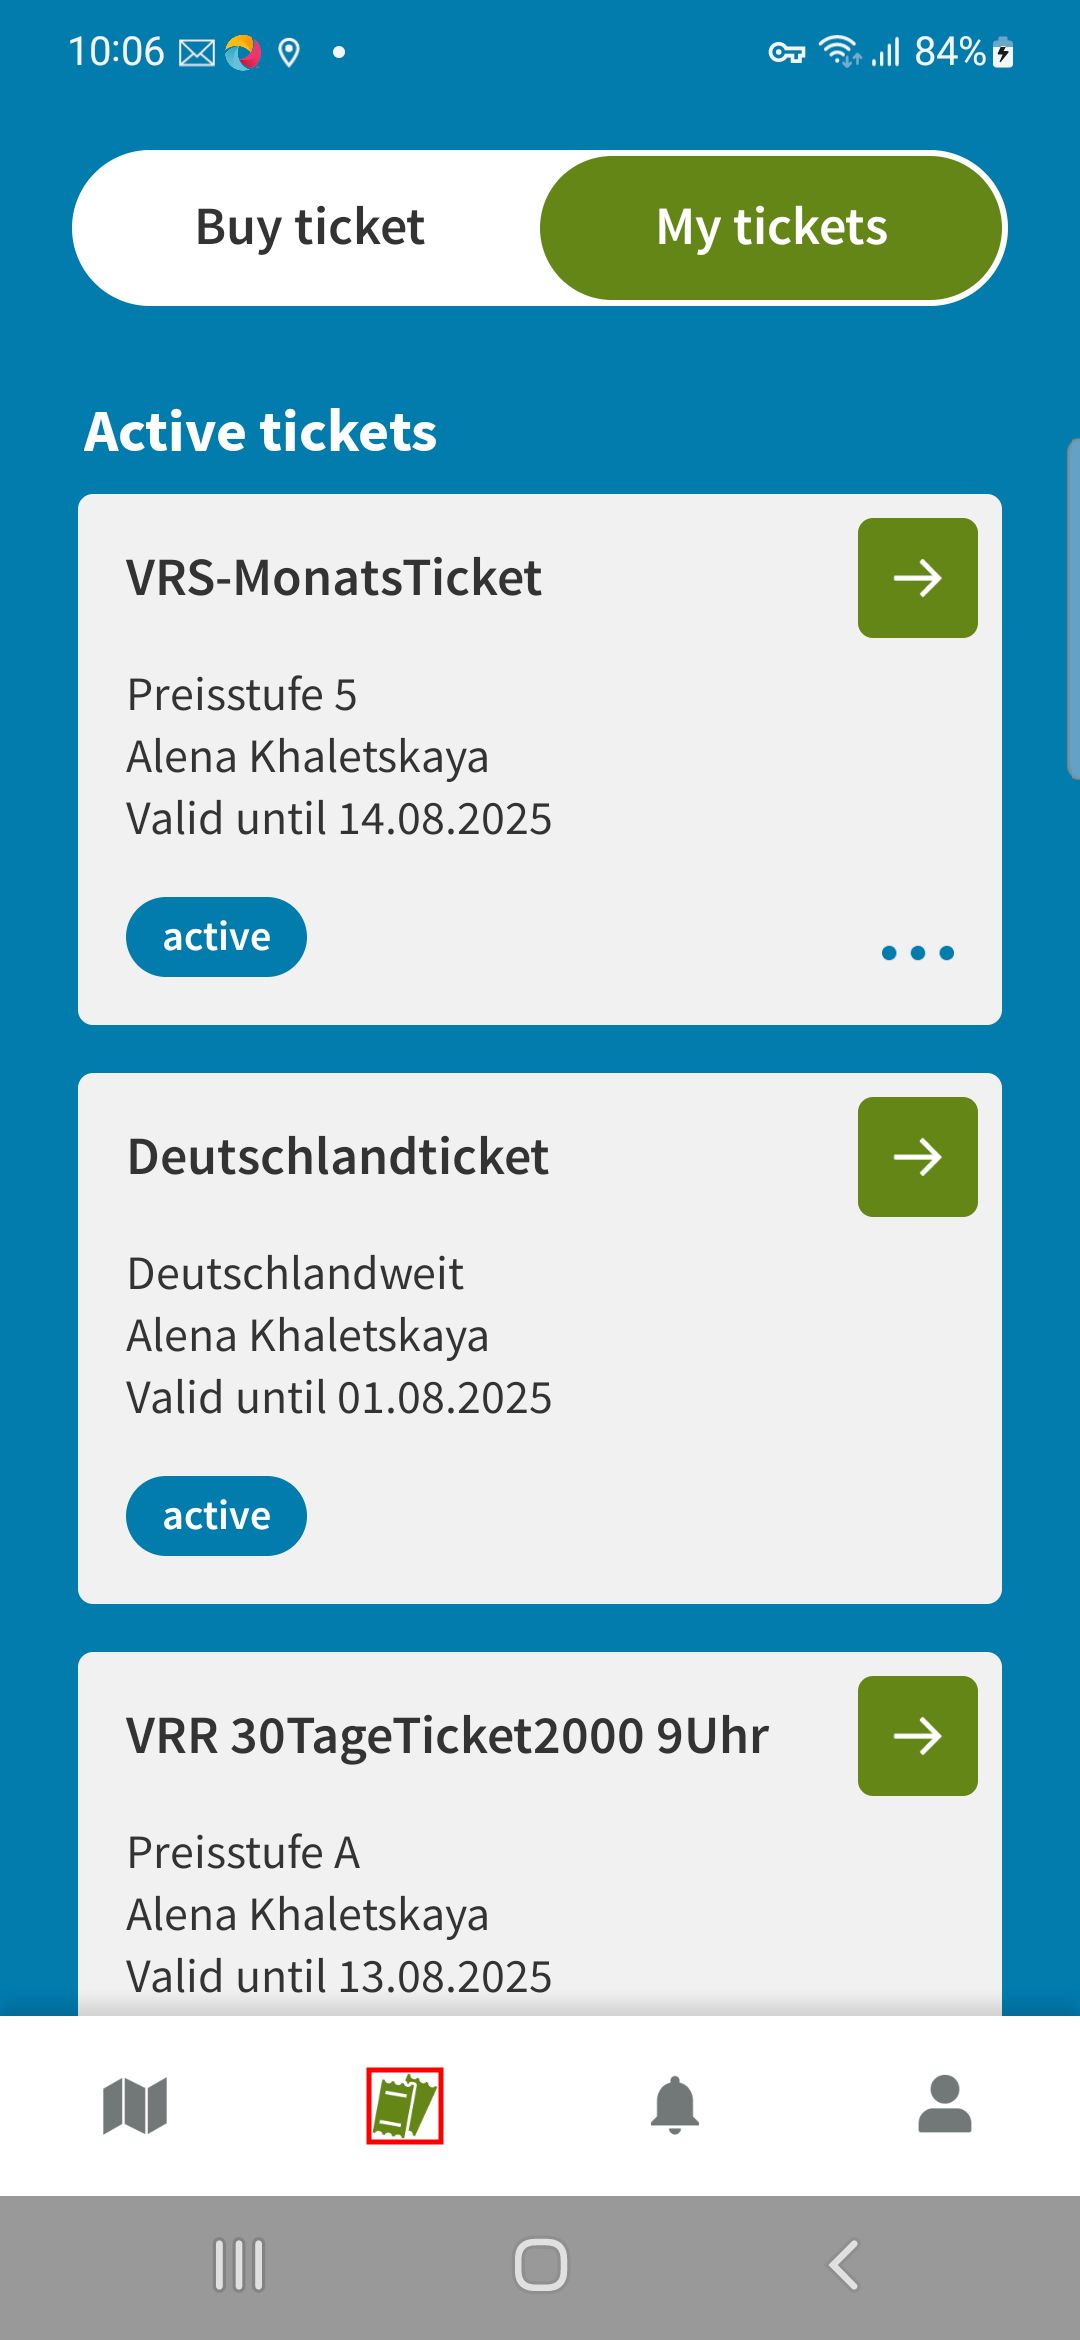 10:06
84%
Buy ticket
My tickets
Active tickets
VRS-MonatsTicket
Preisstufe 5
Alena Khaletskaya
Valid until 14.08.2025
active
Deutschlandticket
Deutschlandweit
Alena Khaletskaya
Valid until 01.08.2025
active
VRR 30TageTicket2000 9Uhr
Preisstufe A
Alena Khaletskaya
Valid until 13.08.2025